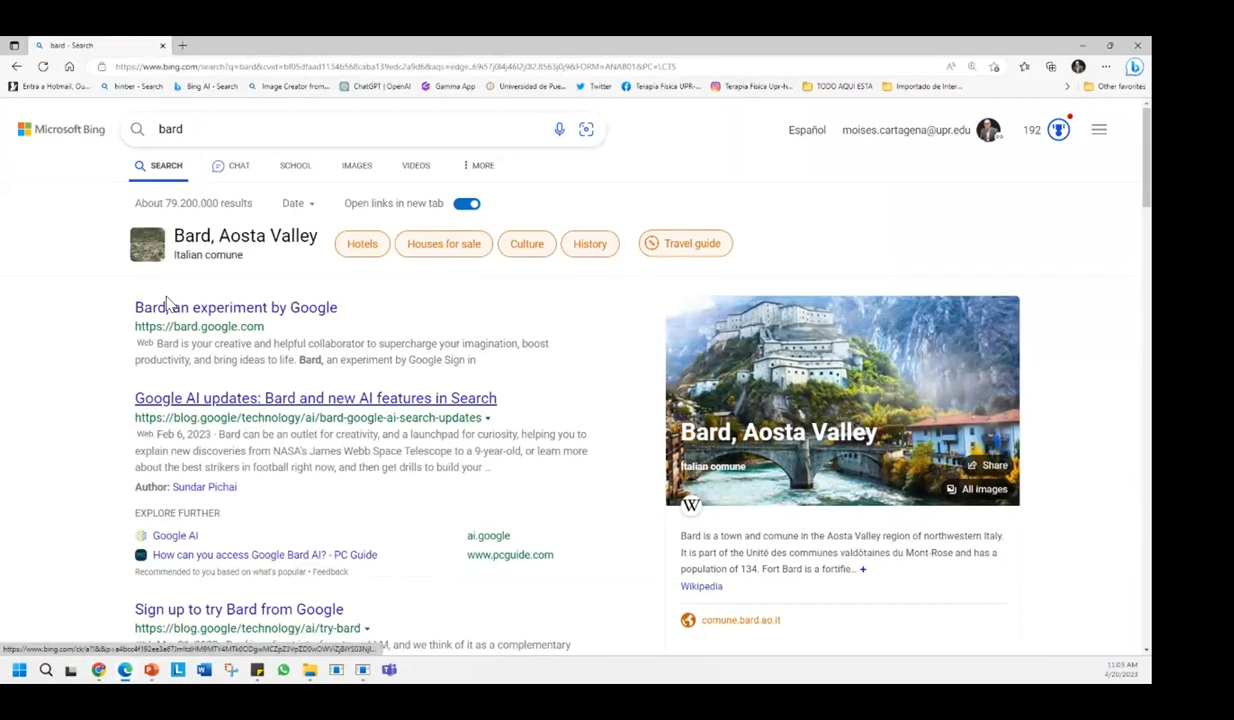 bard - Search
Entra a Hotmail, Ou...
hinber - Search
Bing AI - Search
Image Creator from...
ChatGPT | OpenAI
Gamma App
Universidad de Pue...
Twitter
Terapia Física UPR-...
Terapia Física Upr-h...
TODO AQUI ESTA
Importado de Inter...
Other favorites
Microsoft Bing
bard
Español
moises.cartagena@upr.edu
192
SEARCH
CHAT
SCHOOL
IMAGES
VIDEOS
MORE
About 79.200.000 results
Date
Open links in new tab
Bard, Aosta Valley
Italian comune
Hotels
Houses for sale
Culture
History
Travel guide
Bard, an experiment by Google
https://bard.google.com
Web Bard is your creative and helpful collaborator to supercharge your imagination, boost
productivity, and bring ideas to life. Bard, an experiment by Google Sign in
Google AI updates: Bard and new AI features in Search
https://blog.google/technology/ai/bard-google-ai-search-updates
Web Feb 6, 2023 · Bard can be an outlet for creativity, and a launchpad for curiosity, helping you to
explain new discoveries from NASA's James Webb Space Telescope to a 9-year-old, or learn more
about the best strikers in football right now, and then get drills to build your ...
Author: Sundar Pichai
EXPLORE FURTHER
Google AI
ai.google
How can you access Google Bard AI? - PC Guide
www.pcguide.com
Recommended to you based on what's popular • Feedback
Sign up to try Bard from Google
https://blog.google/technology/ai/try-bard
M, and we think of it as a complementary
Bard, Aosta Valley
Italian comune
Share
All images
W
Bard is a town and comune in the Aosta Valley region of northwestern Italy.
It is part of the Unité des communes valdôtaines du Mont-Rose and has a
population of 134. Fort Bard is a fortifie... +
Wikipedia
comune.bard.ao.it
11:03 AM
4/20/2023